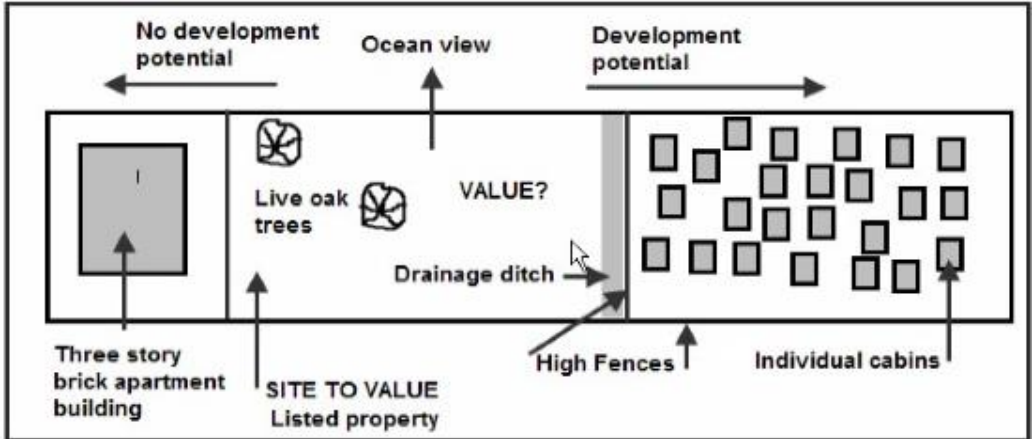 No development
potential
Ocean view
Development
potential
Live oak
trees
VALUE?
Drainage ditch
Three story
brick apartment
building
SITE TO VALUE
Listed property
High Fences
Individual cabins